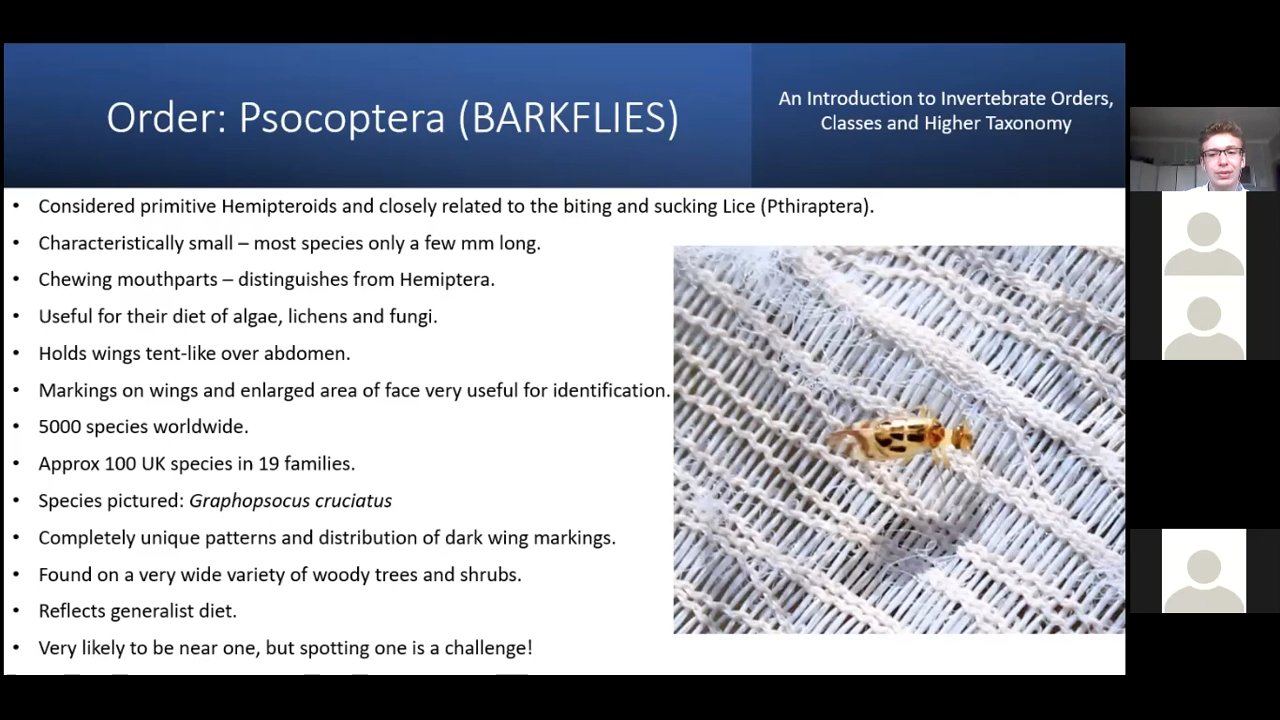 Order: Psocoptera (BARKFLIES)
An Introduction to Invertebrate Orders,
Classes and Higher Taxonomy
• Considered primitive Hemipteroids and closely related to the biting and sucking Lice (Pthiraptera).
• Characteristically small – most species only a few mm long.
• Chewing mouthparts – distinguishes from Hemiptera.
• Useful for their diet of algae, lichens and fungi.
• Holds wings tent-like over abdomen.
• Markings on wings and enlarged area of face very useful for identification.
• 5000 species worldwide.
• Approx 100 UK species in 19 families.
• Species pictured: Graphopsocus cruciatus
• Completely unique patterns and distribution of dark wing markings.
• Found on a very wide variety of woody trees and shrubs.
• Reflects generalist diet.
• Very likely to be near one, but spotting one is a challenge!